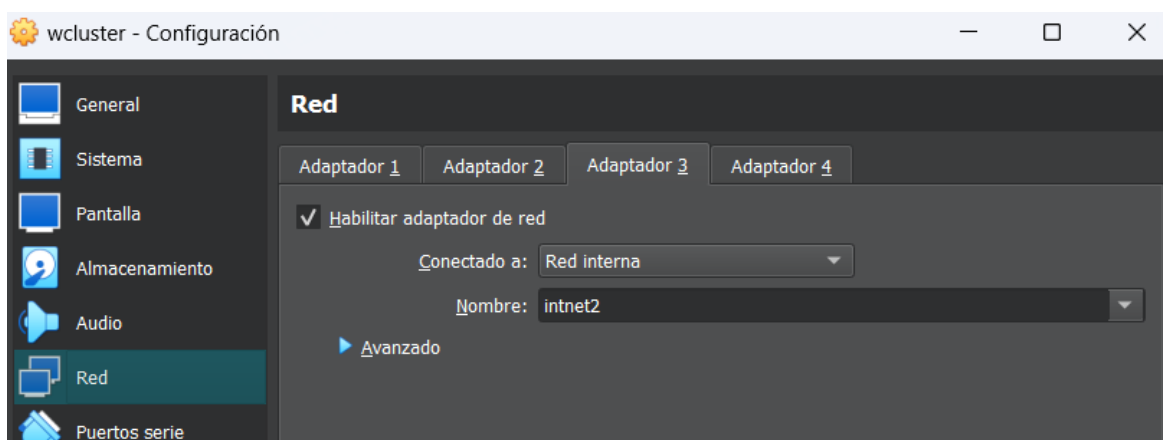 wcluster - Configuración
General
Sistema
Pantalla
Almacenamiento
Audio
Red
Puertos serie
Red
Adaptador 1 Adaptador 2 Adaptador 3 Adaptador 4
Habilitar adaptador de red
Conectado a: Red interna
Nombre: intnet2
Avanzado